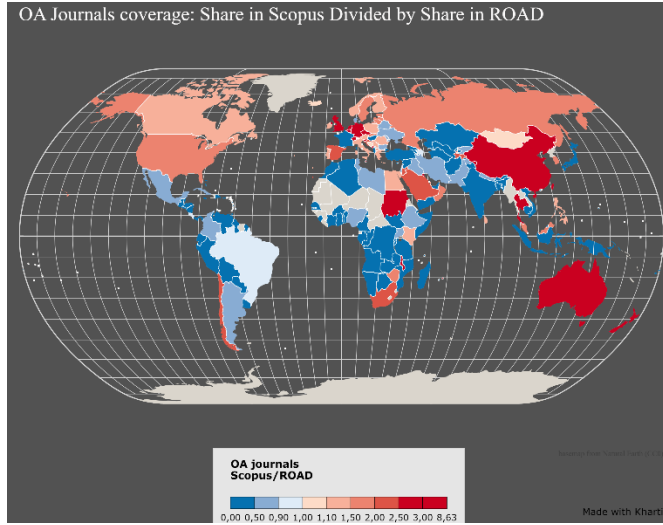 OA Journals coverage: Share in Scopus Divided by Share in ROAD
OA journals
Scopus/ROAD
0,00 0,50 0,90 1,00 1,10 1,50 2,00 2,50 3,00 8,63
Made with Kharti